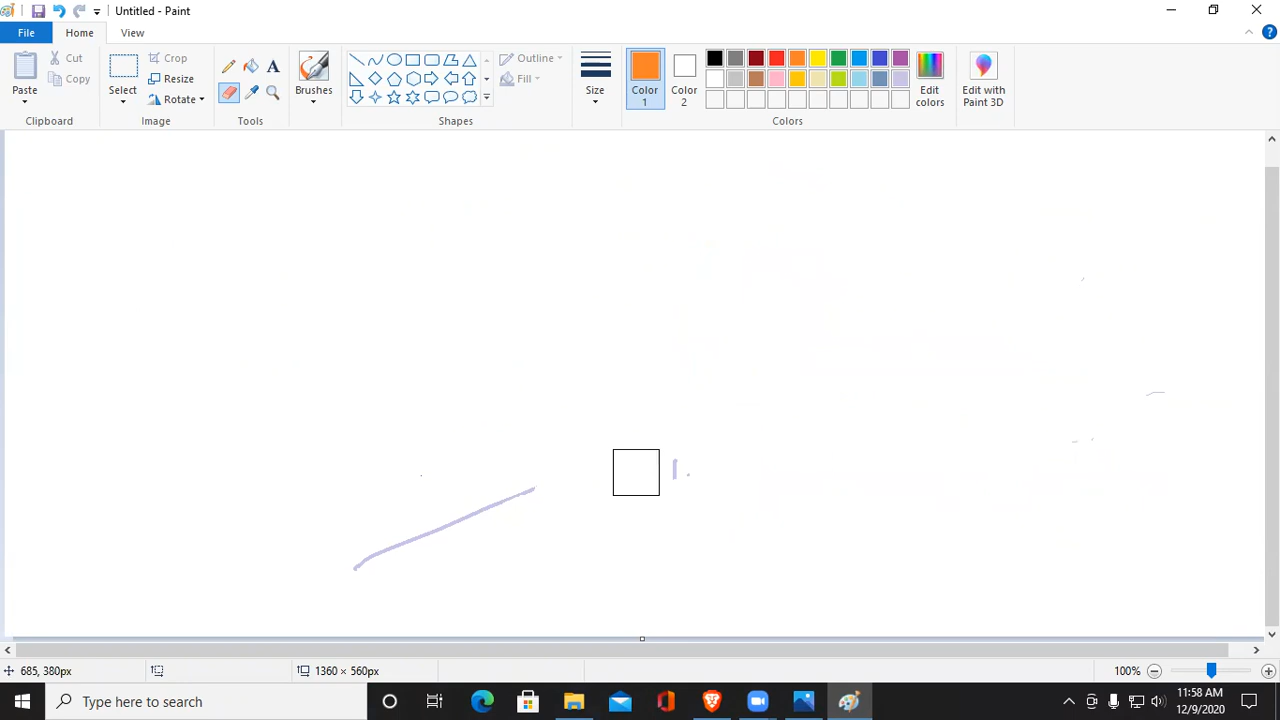 Untitled - Paint
File Home View
Paste
Cut
Copy
Clipboard
Select
Crop
Resize
Rotate
Image
A
Tools
Brushes
Outline
Fill
Shapes
Size
Color 1
Color 2
Edit colors
Colors
Edit with Paint 3D
685, 380px
1360 × 560px
100%
Type here to search
11:58 AM
12/9/2020